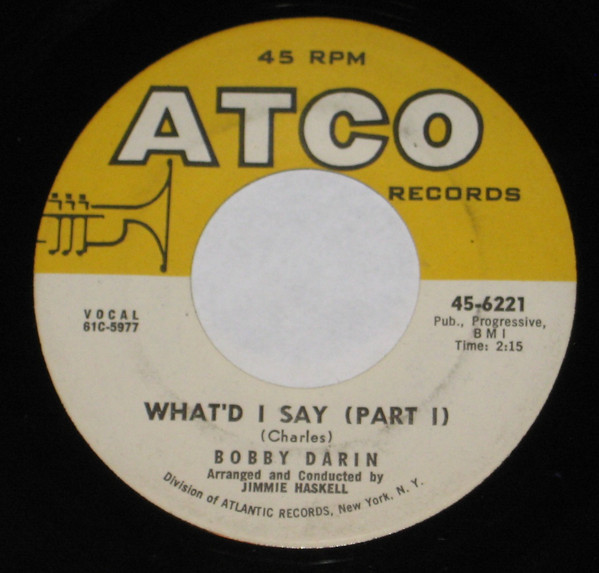 45 RPM
ATCO
RECORDS
VOCAL
61C-5977
45-6221
Pub., Progressive,
BMI
Time: 2:15
WHAT'D I SAY (PART I)
(Charles)
BOBBY DARIN
Arranged and Conducted by
JIMMIE HASKELL
Division of ATLANTIC RECORDS, New York, N. Y.